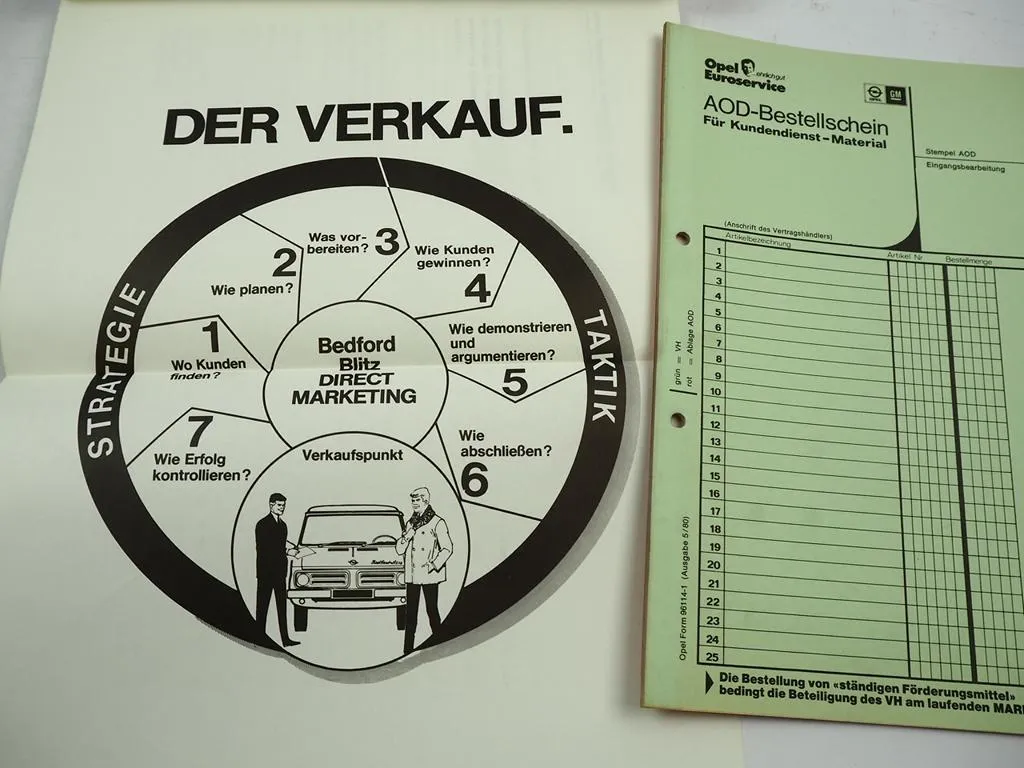 DER VERKAUF.
STRATEGIE
TAKTIK
1
Wo Kunden
finden?
2
Wie planen?
Was vor-
bereiten? 3
Wie Kunden
gewinnen?
4
Wie demonstrieren
und
argumentieren?
5
Wie
abschließen?
6
7
Wie Erfolg
kontrollieren?
Bedford
Blitz
DIRECT
MARKETING
Verkaufspunkt
Opel ...ehrlich gut
Euroservice
OPEL GM
AOD-Bestellschein
Für Kundendienst-Material
Stempel AOD
Eingangsbearbeitung
(Anschrift des Vertragshändlers)
Artikelbezeichnung Artikel Nr Bestellmenge
1
2
3
4
5
6
7
8
9
10
11
12
13
14
15
16
17
18
19
20
21
22
23
24
25
grün = VH
rot = Ablage AOD
Opel Form 96114-1 (Ausgabe 5/80)
Die Bestellung von «ständigen Förderungsmittel»
bedingt die Beteiligung des VH am laufenden